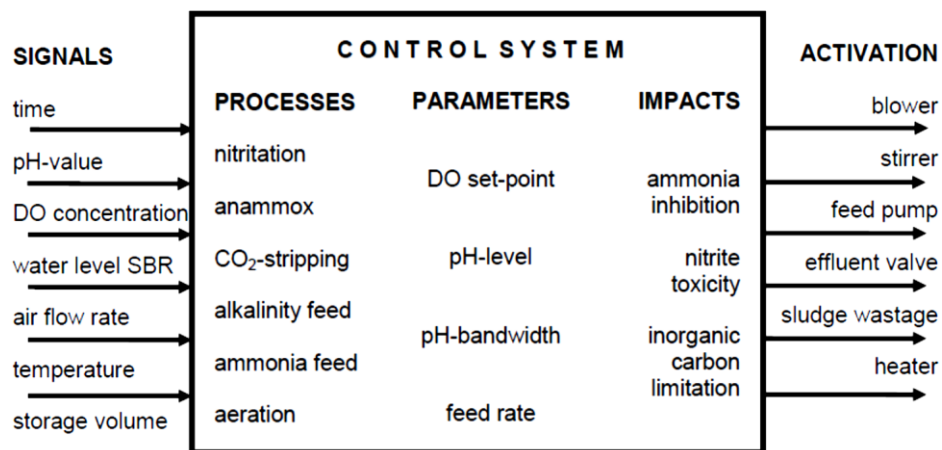 CONTROL SYSTEM
SIGNALS
time
pH-value
DO concentration
water level SBR
air flow rate
temperature
storage volume
PROCESSES
nitritation
anammox
CO₂-stripping
alkalinity feed
ammonia feed
aeration
PARAMETERS
DO set-point
pH-level
pH-bandwidth
feed rate
IMPACTS
ammonia
inhibition
nitrite
toxicity
inorganic
carbon
limitation
ACTIVATION
blower
stirrer
feed pump
effluent valve
sludge wastage
heater